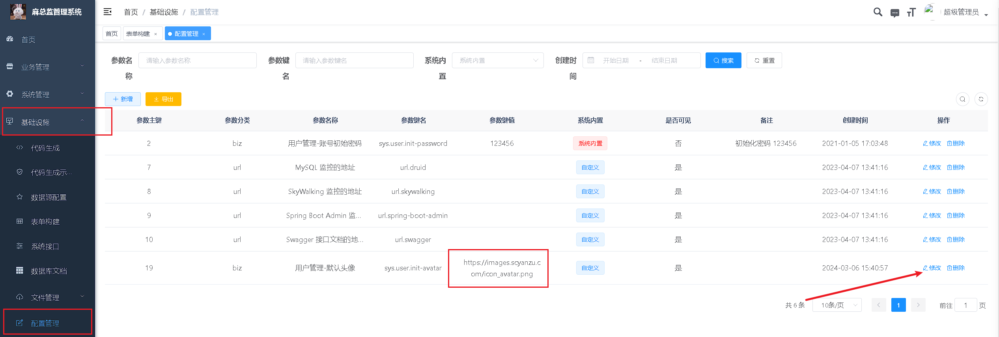 麻总监管理系统
首页 / 基础设施 / 配置管理
超级管理员
首页
表单构建 ×
配置管理 ×
首页
业务管理
系统管理
基础设施
代码生成
代码生成示...
数据源配置
表单构建
系统接口
数据库文档
文件管理
配置管理
参数名称 请输入参数名称
参数键名 请输入参数键名
系统内置 系统内置
创建时间 开始日期 - 结束日期
搜索 重置
新增 导出
参数主键 参数分类 参数名称 参数键名 参数键值 系统内置 是否可见 备注 创建时间 操作
2 biz 用户管理-账号初始密码 sys.user.init-password 123456 系统内置 否 初始化密码 123456 2021-01-05 17:03:48 修改 删除
7 url MySQL 监控的地址 url.druid 自定义 是 2023-04-07 13:41:16 修改 删除
8 url SkyWalking 监控的地址 url.skywalking 自定义 是 2023-04-07 13:41:16 修改 删除
9 url Spring Boot Admin 监... url.spring-boot-admin 自定义 是 2023-04-07 13:41:16 修改 删除
10 url Swagger 接口文档的地... url.swagger 自定义 是 2023-04-07 13:41:16 修改 删除
19 biz 用户管理-默认头像 sys.user.init-avatar https://images.scyanzu.c
om/icon_avatar.png 自定义 是 2024-03-06 15:40:57 修改 删除
共 6 条 10条/页 1 前往 1 页